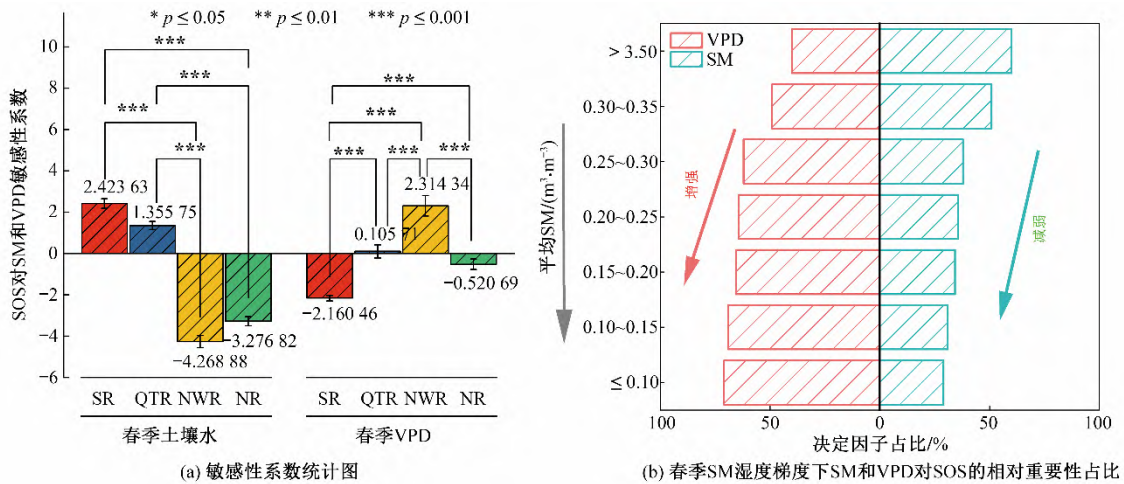 * p ≤ 0.05 ** p ≤ 0.01 *** p ≤ 0.001
SOS对SM和VPD敏感性系数
10
8
6
4
2
0
−2
−4
−6
***
***
***
***
***
***
***
***
***
***
2.423 63
1.355 75
−4.268 88
−3.276 82
−2.160 46
0.105 71
2.314 34
−0.520 69
SR QTR NWR NR SR QTR NWR NR
春季土壤水 春季VPD
(a) 敏感性系数统计图
100 50 0 50 100
VPD
SM
平均SM/(m³·m⁻³)
> 3.50
0.30~0.35
0.25~0.30
0.20~0.25
0.15~0.20
0.10~0.15
≤ 0.10
增强
减弱
100 50 0 50 100
决定因子占比/%
(b) 春季SM湿度梯度下SM和VPD对SOS的相对重要性占比